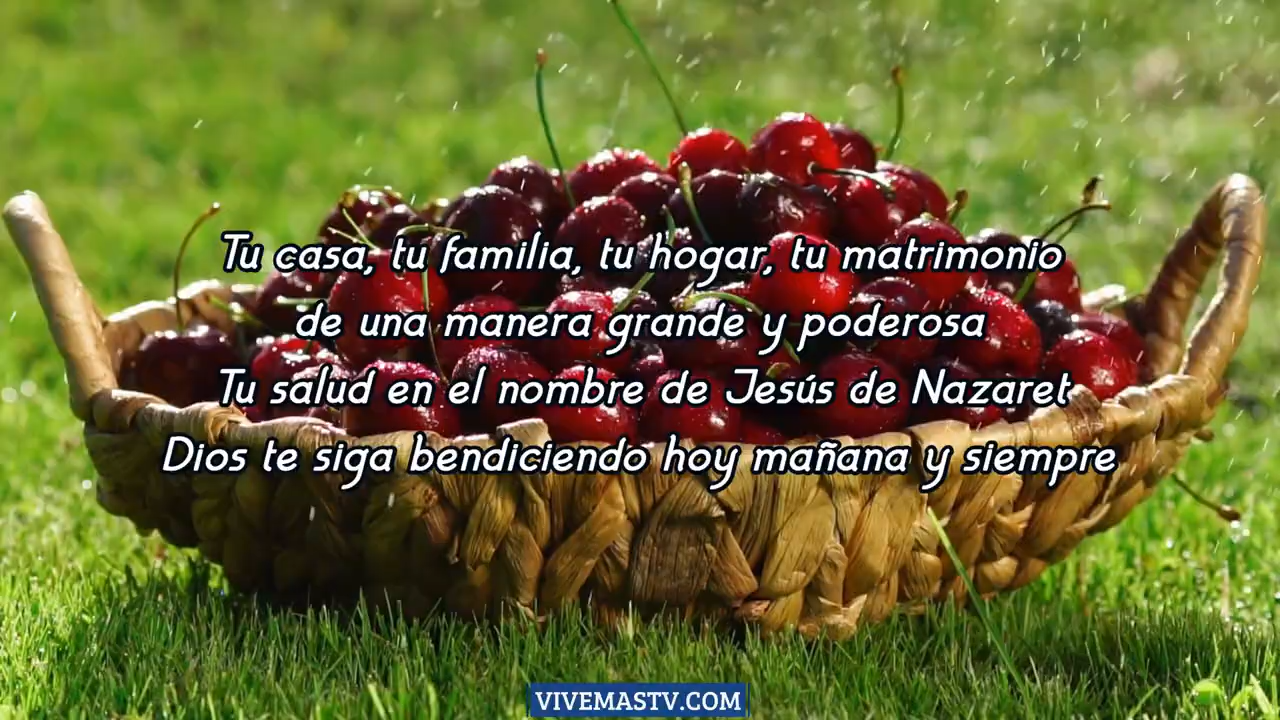 Tu casa, tu familia, tu hogar, tu matrimonio
de una manera grande y poderosa
Tu salud en el nombre de Jesús de Nazaret
Dios te siga bendiciendo hoy mañana y siempre
VIVEMASTV.COM